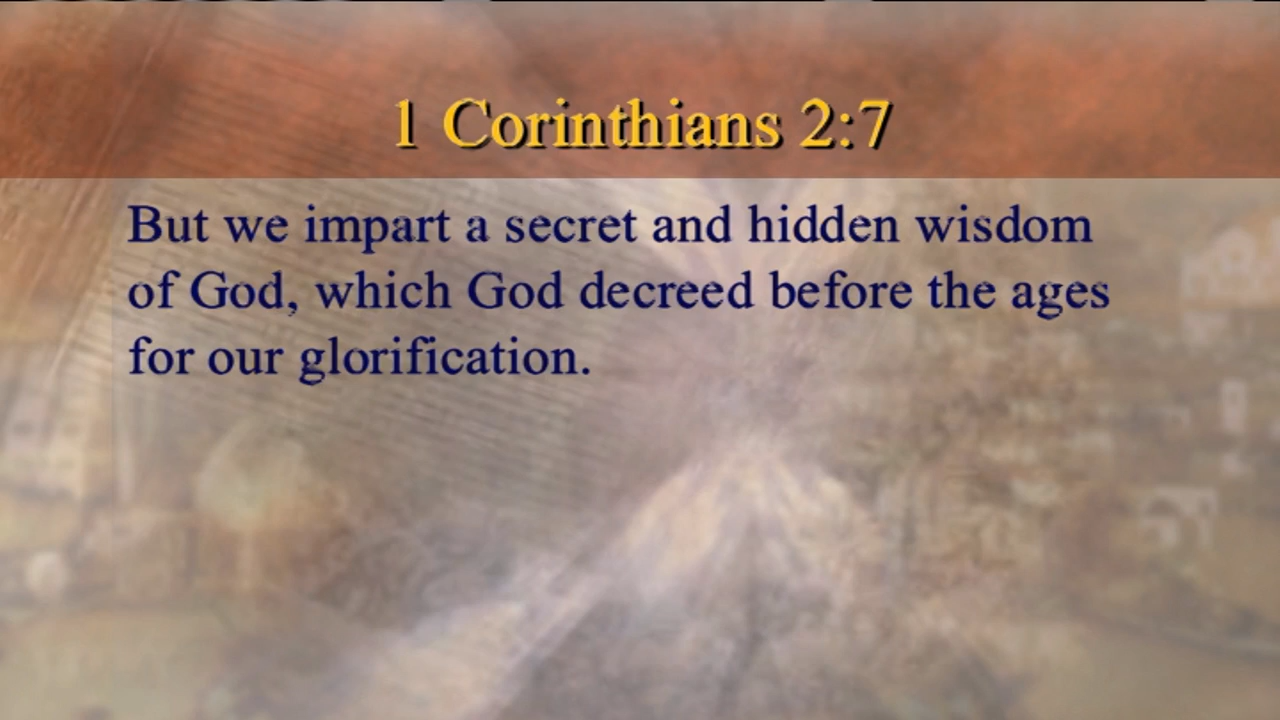 1 Corinthians 2:7
But we impart a secret and hidden wisdom
of God, which God decreed before the ages
for our glorification.